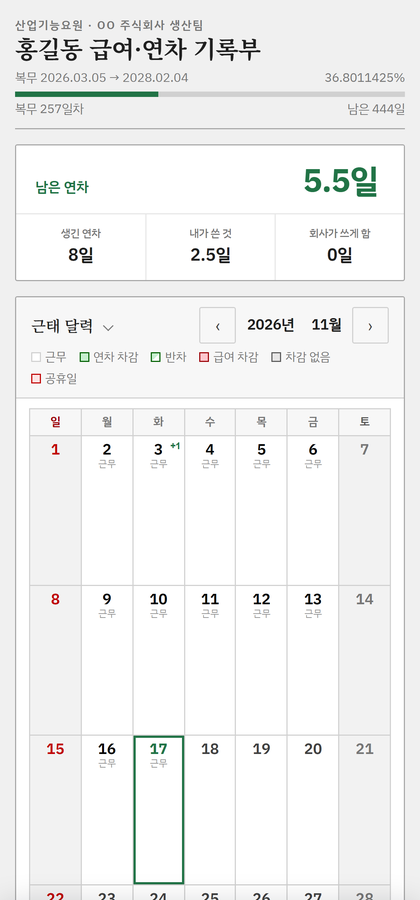 산업기능요원 · OO 주식회사 생산팀
홍길동 급여·연차 기록부
복무 2026.03.05 → 2028.02.04 36.8011425%
복무 257일차 남은 444일
남은 연차 5.5일
생긴 연차 내가 쓴 것 회사가 쓰게 함
8일 2.5일 0일
근태 달력 ‹ 2026년 11월 ›
근무 연차 차감 반차 급여 차감 차감 없음
공휴일
일 월 화 수 목 금 토
1 2 3 +1 4 5 6 7
근무 근무 근무 근무 근무
8 9 10 11 12 13 14
근무 근무 근무 근무 근무
15 16 17 18 19 20 21
근무 근무
22 23 24 25 26 27 28